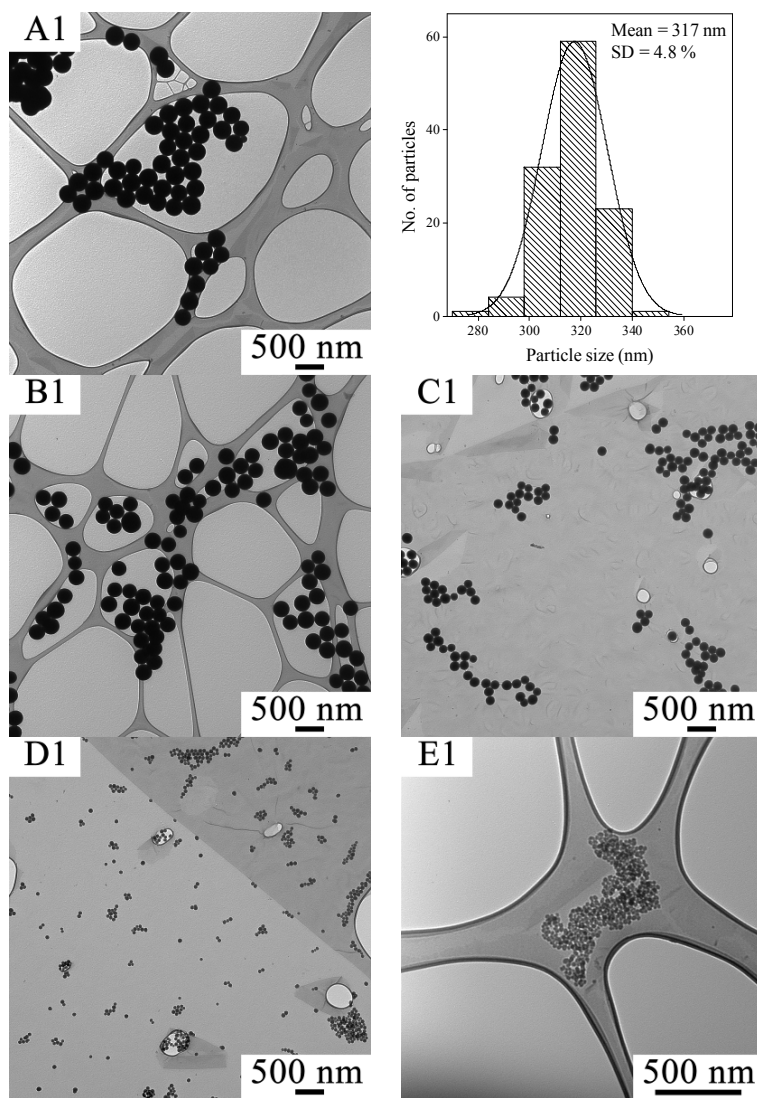 A1
500 nm
Mean = 317 nm
SD = 4.8 %
No. of particles
60
40
20
0
280
300
320
340
360
Particle size (nm)
B1
500 nm
C1
500 nm
D1
500 nm
E1
500 nm